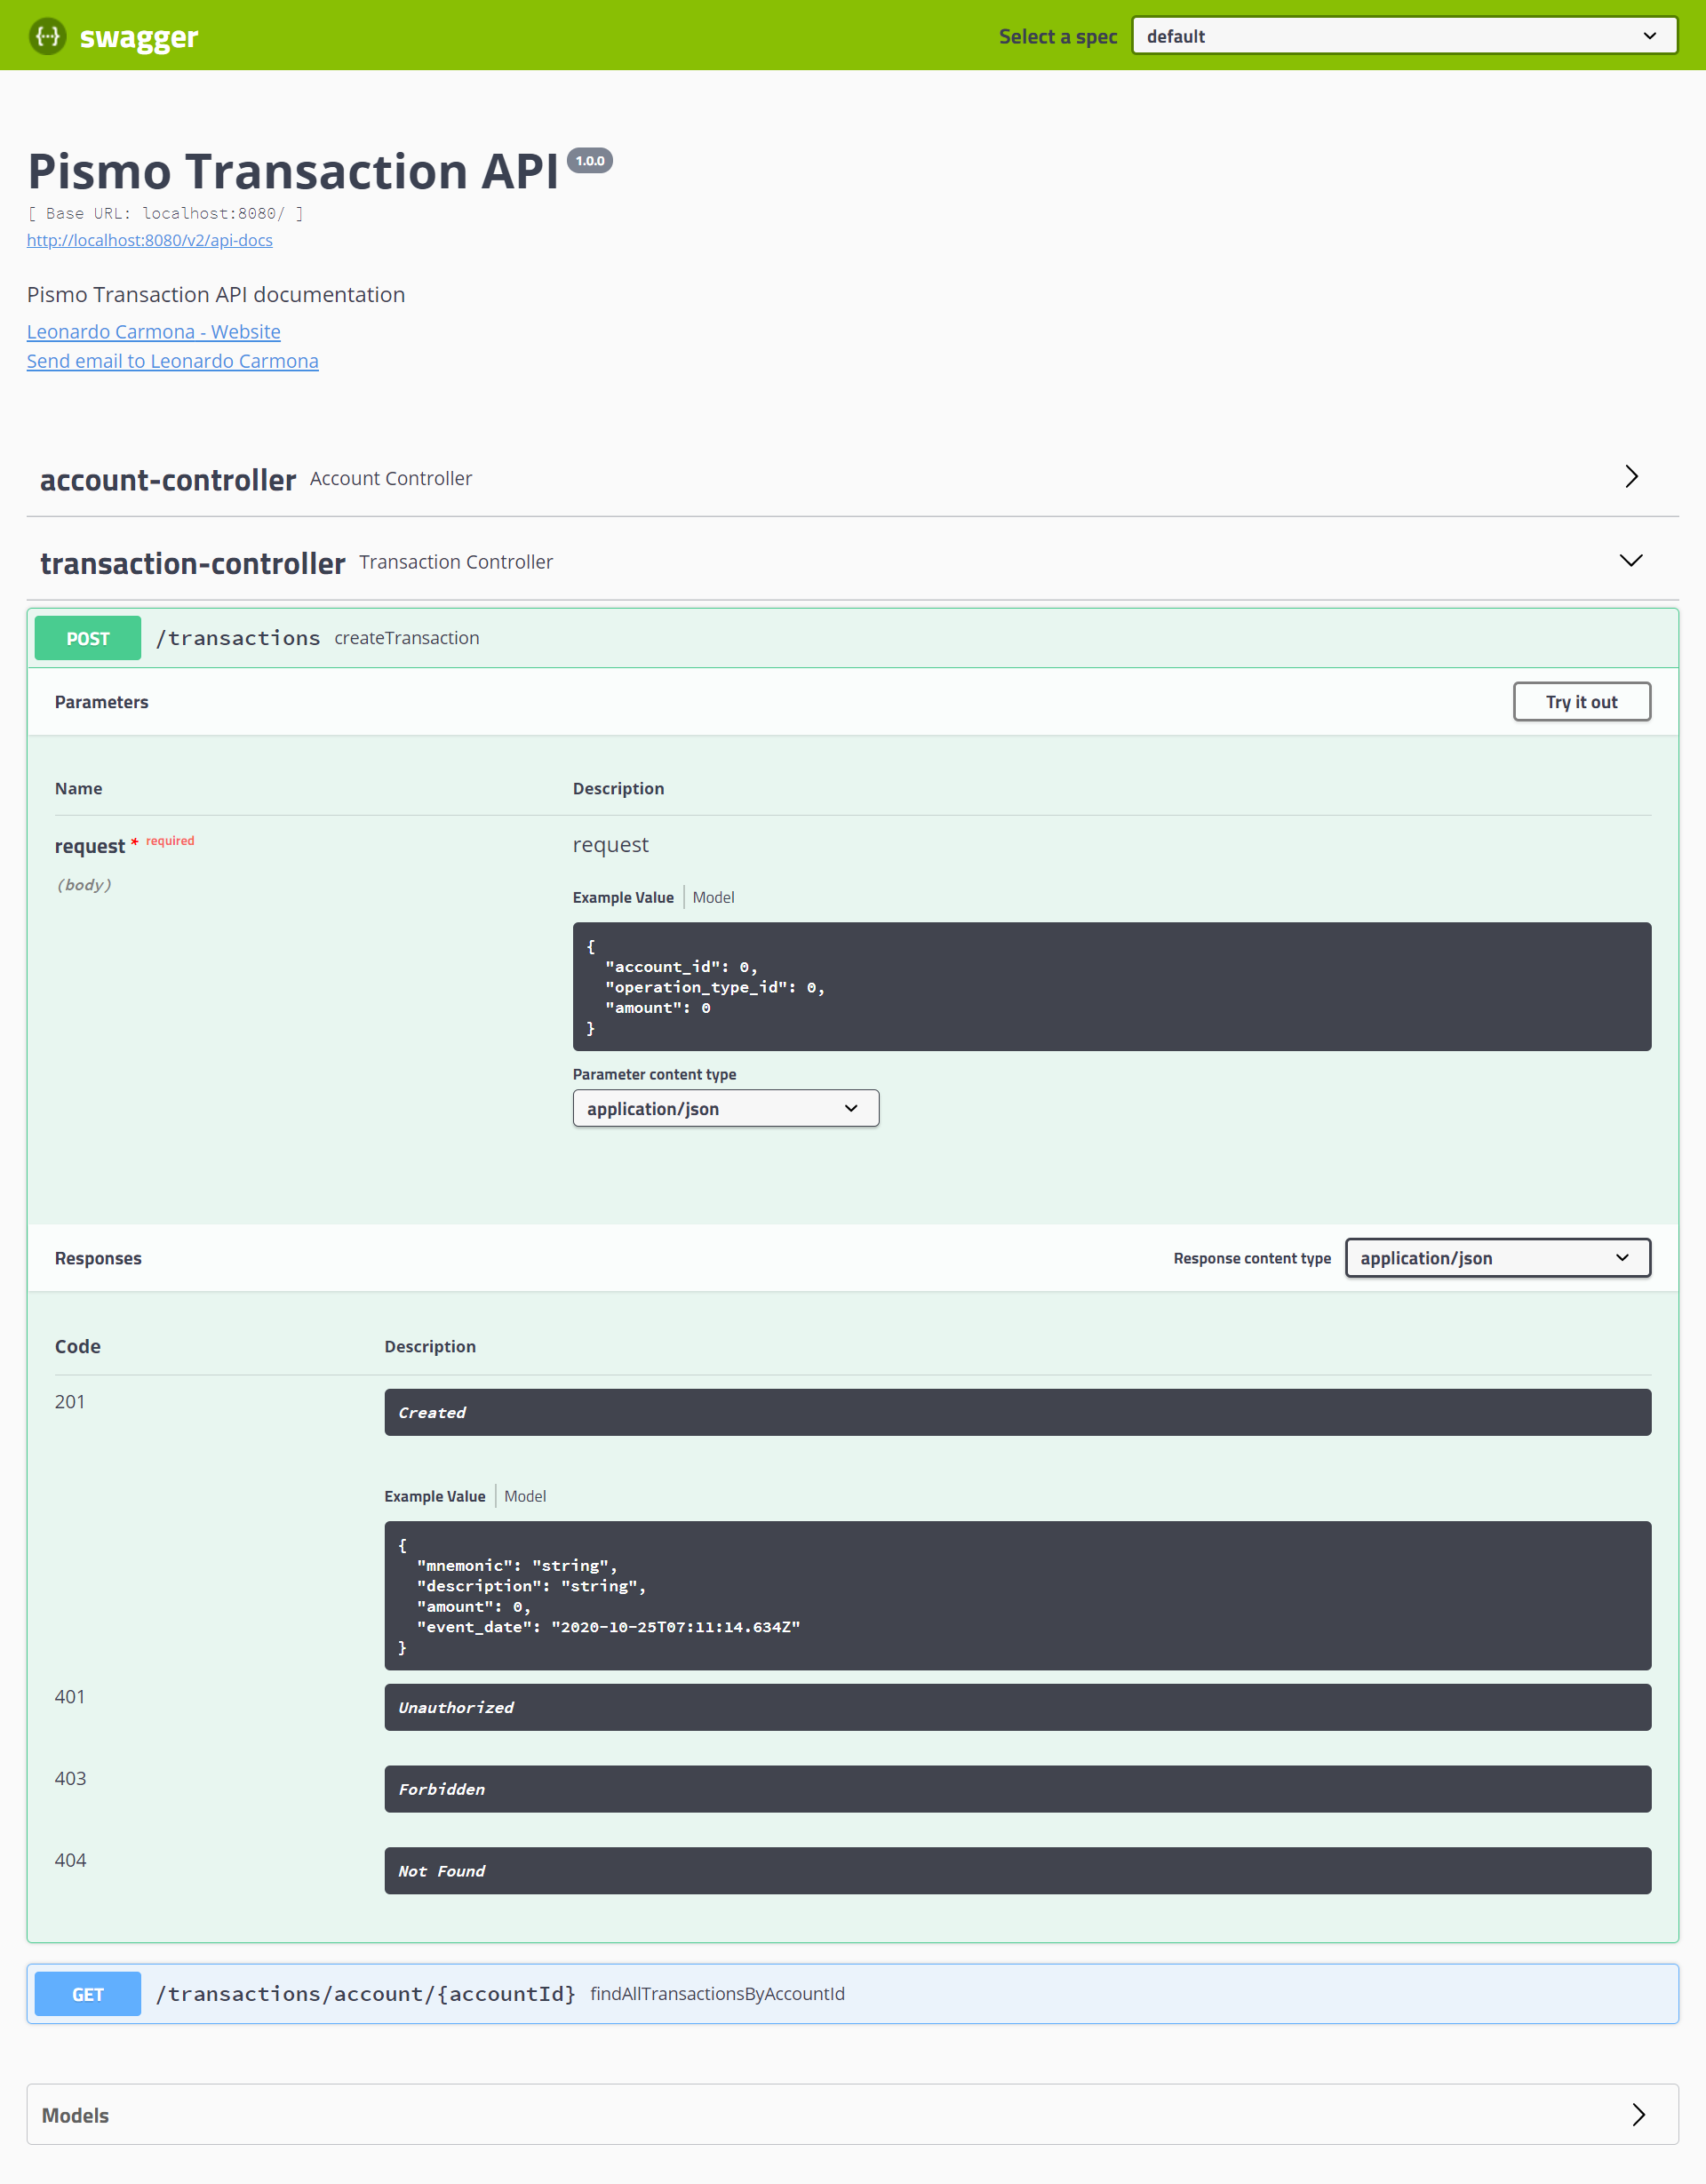 swagger
Select a spec default
Pismo Transaction API 1.0.0
[ Base URL: localhost:8080/ ]
http://localhost:8080/v2/api-docs
Pismo Transaction API documentation
Leonardo Carmona - Website
Send email to Leonardo Carmona
account-controller Account Controller
transaction-controller Transaction Controller
POST /transactions createTransaction
Parameters Try it out
Name Description
request * required request
(body)
Example Value Model
{
"account_id": 0,
"operation_type_id": 0,
"amount": 0
}
Parameter content type
application/json
Responses Response content type application/json
Code Description
201 Created
Example Value Model
{
"mnemonic": "string",
"description": "string",
"amount": 0,
"event_date": "2020-10-25T07:11:14.634Z"
}
401 Unauthorized
403 Forbidden
404 Not Found
GET /transactions/account/{accountId} findAllTransactionsByAccountId
Models